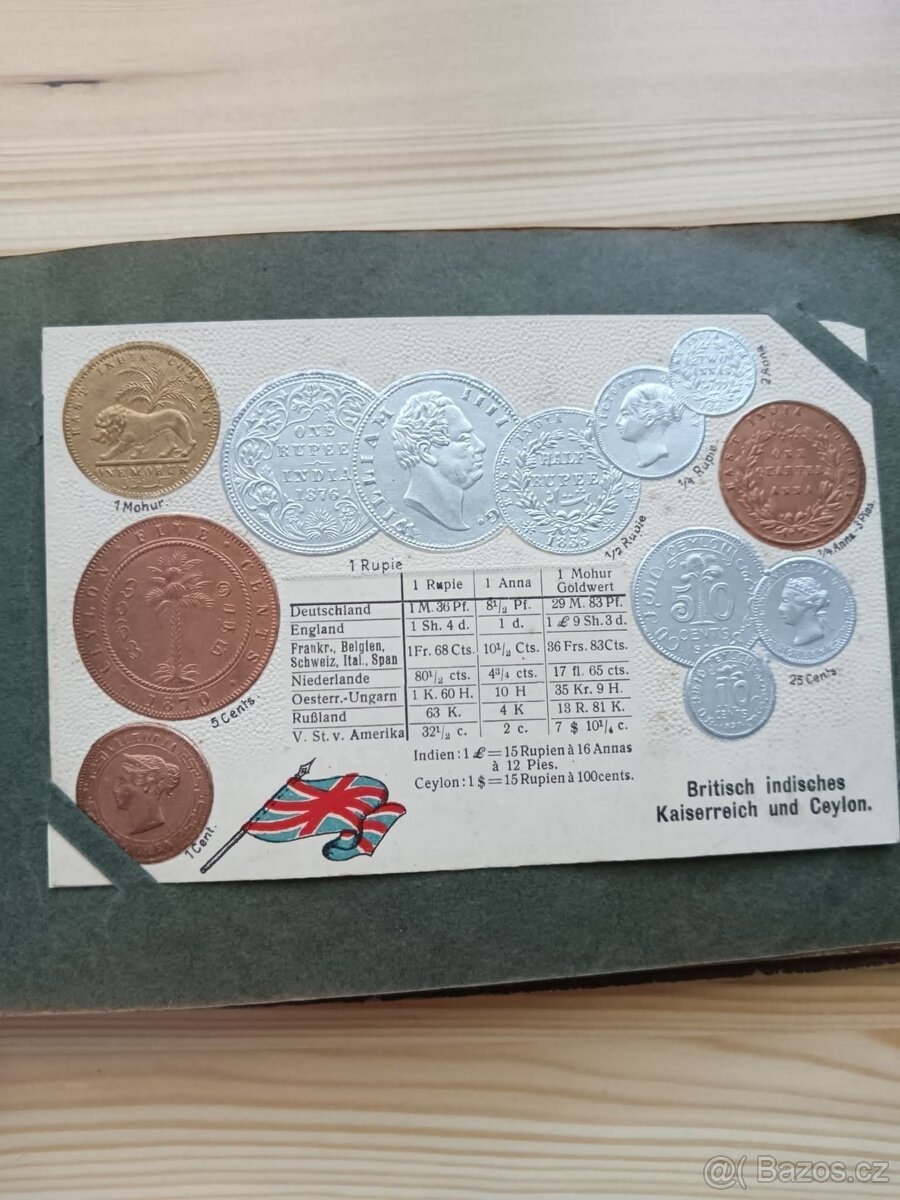 EAST INDIA COMPANY
ONE MOHUR
1 Mohur.
ONE
RUPEE
INDIA
1876
WILLIAM IIII
1 Rupie
EAST INDIA
HALF
RUPEE
1835
1/2 Rupie
VICTORIA
1/4 Rupie
TWO
ANNAS
2 Anna
EAST INDIA COMPANY
ONE
QUARTER
ANNA
1/4 Anna=3 Pies.
CEYLON FIVE CENTS
1870
5 Cents.
CEYLON
50
CENTS
10
CENTS
25 Cents.
VICTORIA
1 Cent.
1 Rupie 1 Anna 1 Mohur Goldwert
Deutschland 1 M. 36 Pf. 8 1/2 Pf. 29 M. 83 Pf.
England 1 Sh. 4 d. 1 d. 1 £ 9 Sh. 3 d.
Frankr., Belgien, Schweiz, Ital., Span 1 Fr. 68 Cts. 10 1/2 Cts. 36 Frs. 83 Cts.
Niederlande 80 1/2 cts. 4 3/4 cts. 17 fl. 65 cts.
Oesterr.-Ungarn 1 K. 60 H. 10 H 35 Kr. 9 H.
Rußland 63 K. 4 K 13 R. 81 K.
V. St. v. Amerika 32 1/2 c. 2 c. 7 $ 10 1/4 c.
Indien: 1 £ = 15 Rupien à 16 Annas
à 12 Pies.
Ceylon: 1 $ = 15 Rupien à 100 cents.
Britisch indisches
Kaiserreich und Ceylon.
@( Bazos.cz